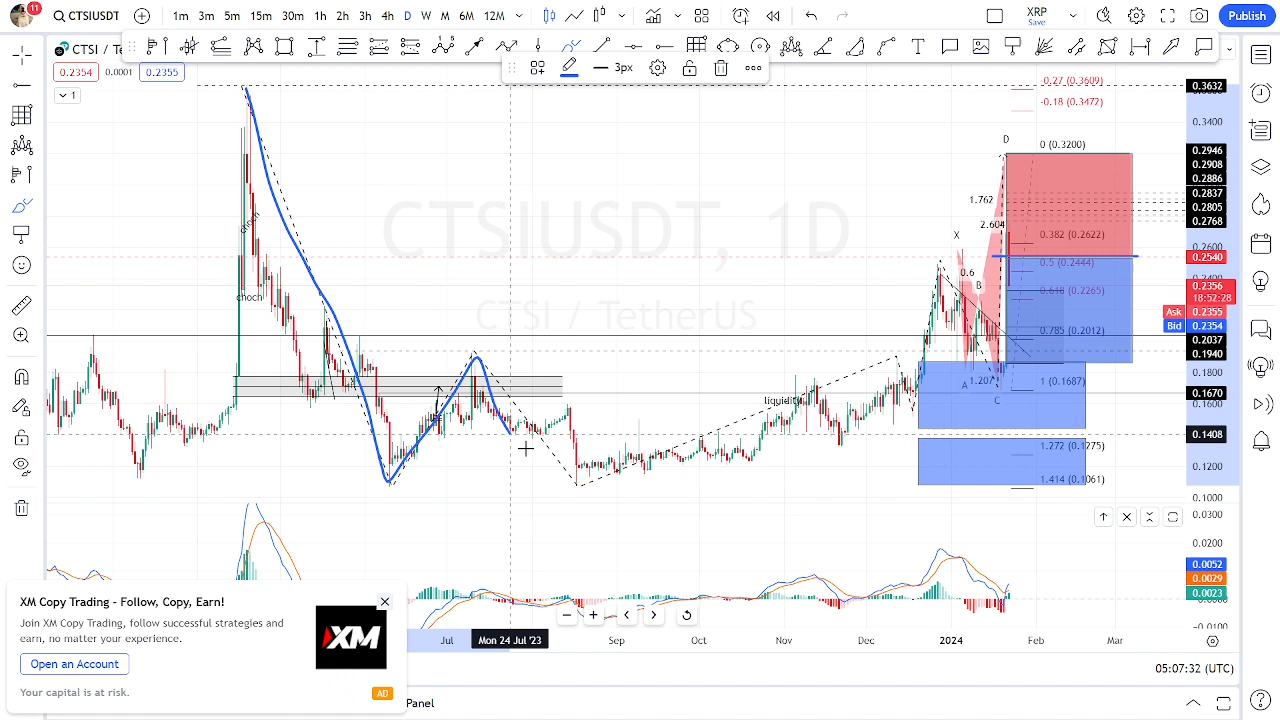 11
CTSIUSDT
1m 3m 5m 15m 30m 1h 2h 3h 4h D W M 6M 12M
XRP
Save
Publish
CTSI / Te
0.2354 0.0001 0.2355
3px
1
CTSIUSDT, 1D
CTSI / TetherUS
choch
choch
liquidity
D
X
B
A
C
1.762
2.604
0.6
1.207
-0.27 (0.3609)
-0.18 (0.3472)
0 (0.3200)
0.382 (0.2622)
0.5 (0.2444)
0.618 (0.2265)
0.785 (0.2012)
1 (0.1687)
1.272 (0.1275)
1.414 (0.1061)
0.3632
0.3400
0.2946
0.2908
0.2886
0.2837
0.2805
0.2768
0.2600
0.2540
0.2400
0.2356
18:52:28
Ask 0.2355
Bid 0.2354
0.2037
0.1940
0.1800
0.1670
0.1600
0.1408
0.1200
0.1000
0.0300
0.0200
0.0052
0.0029
0.0023
-0.0100
XM Copy Trading - Follow, Copy, Earn!
Join XM Copy Trading, follow successful strategies and
earn, no matter your experience.
Open an Account
Your capital is at risk.
XM
AD
Jul Mon 24 Jul '23 Sep Oct Nov Dec 2024 Feb Mar
05:07:32 (UTC)
Panel